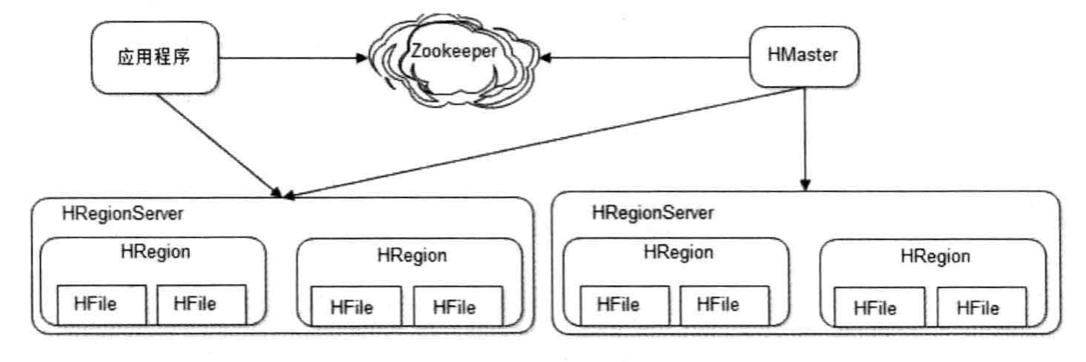 应用程序
Zookeeper
HMaster
HRegionServer
HRegion
HFile HFile
HRegion
HFile HFile
HRegionServer
HRegion
HFile HFile
HRegion
HFile HFile